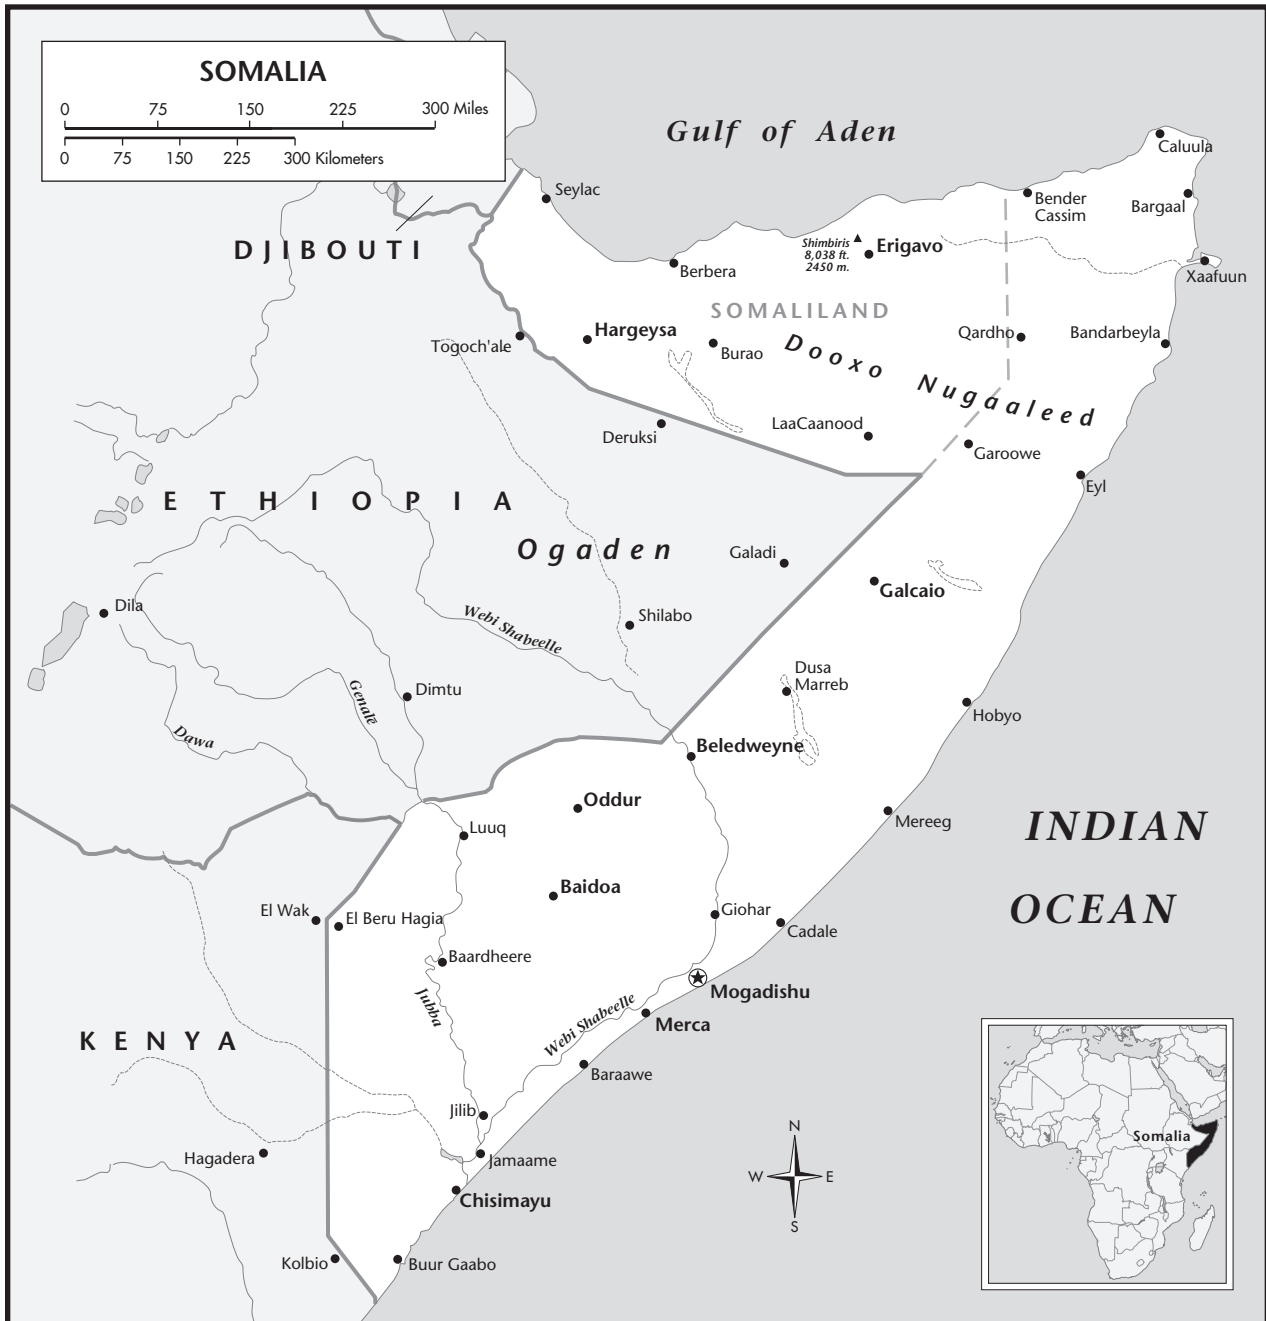 SOMALIA
0 75 150 225 300 Miles
0 75 150 225 300 Kilometers
Gulf of Aden
Caluula
Seylac
Bender
Cassim
Bargaal
DJIBOUTI
Shimbiris
8,038 ft.
2450 m.
Erigavo
Berbera
Xaafuun
SOMALILAND
Hargeysa
Togoch'ale
Burao
Qardho
Bandarbeyla
Dooxo Nugaaleed
Deruksi
LaaCaanood
Garoowe
Eyl
ETHIOPIA
Ogaden
Galadi
Galcaio
Dila
Shilabo
Webi Shabeelle
Dusa
Marreb
Genalē
Dimtu
Hobyo
Dawa
Beledweyne
Oddur
Luuq
Mereeg
INDIAN
OCEAN
Baidoa
El Wak
El Beru Hagia
Giohar
Cadale
Baardheere
Jubba
Mogadishu
Webi Shabeelle
Merca
KENYA
Baraawe
Jilib
Hagadera
Jamaame
Chisimayu
Kolbio
Buur Gaabo
N
W E
S
Somalia